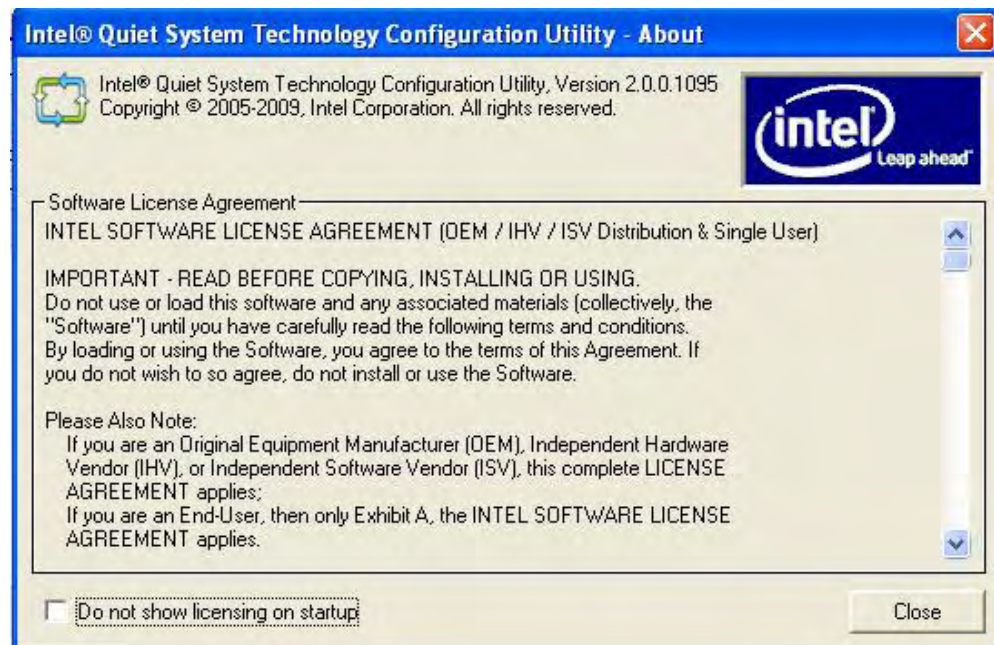 Intel® Quiet System Technology Configuration Utility - About
Intel® Quiet System Technology Configuration Utility, Version 2.0.0.1095
Copyright © 2005-2009, Intel Corporation. All rights reserved.
intel
Leap ahead™
Software License Agreement
INTEL SOFTWARE LICENSE AGREEMENT (OEM / IHV / ISV Distribution & Single User)
IMPORTANT - READ BEFORE COPYING, INSTALLING OR USING.
Do not use or load this software and any associated materials (collectively, the
"Software") until you have carefully read the following terms and conditions.
By loading or using the Software, you agree to the terms of this Agreement. If
you do not wish to so agree, do not install or use the Software.
Please Also Note:
If you are an Original Equipment Manufacturer (OEM), Independent Hardware
Vendor (IHV), or Independent Software Vendor (ISV), this complete LICENSE
AGREEMENT applies;
If you are an End-User, then only Exhibit A, the INTEL SOFTWARE LICENSE
AGREEMENT applies.
Do not show licensing on startup
Close